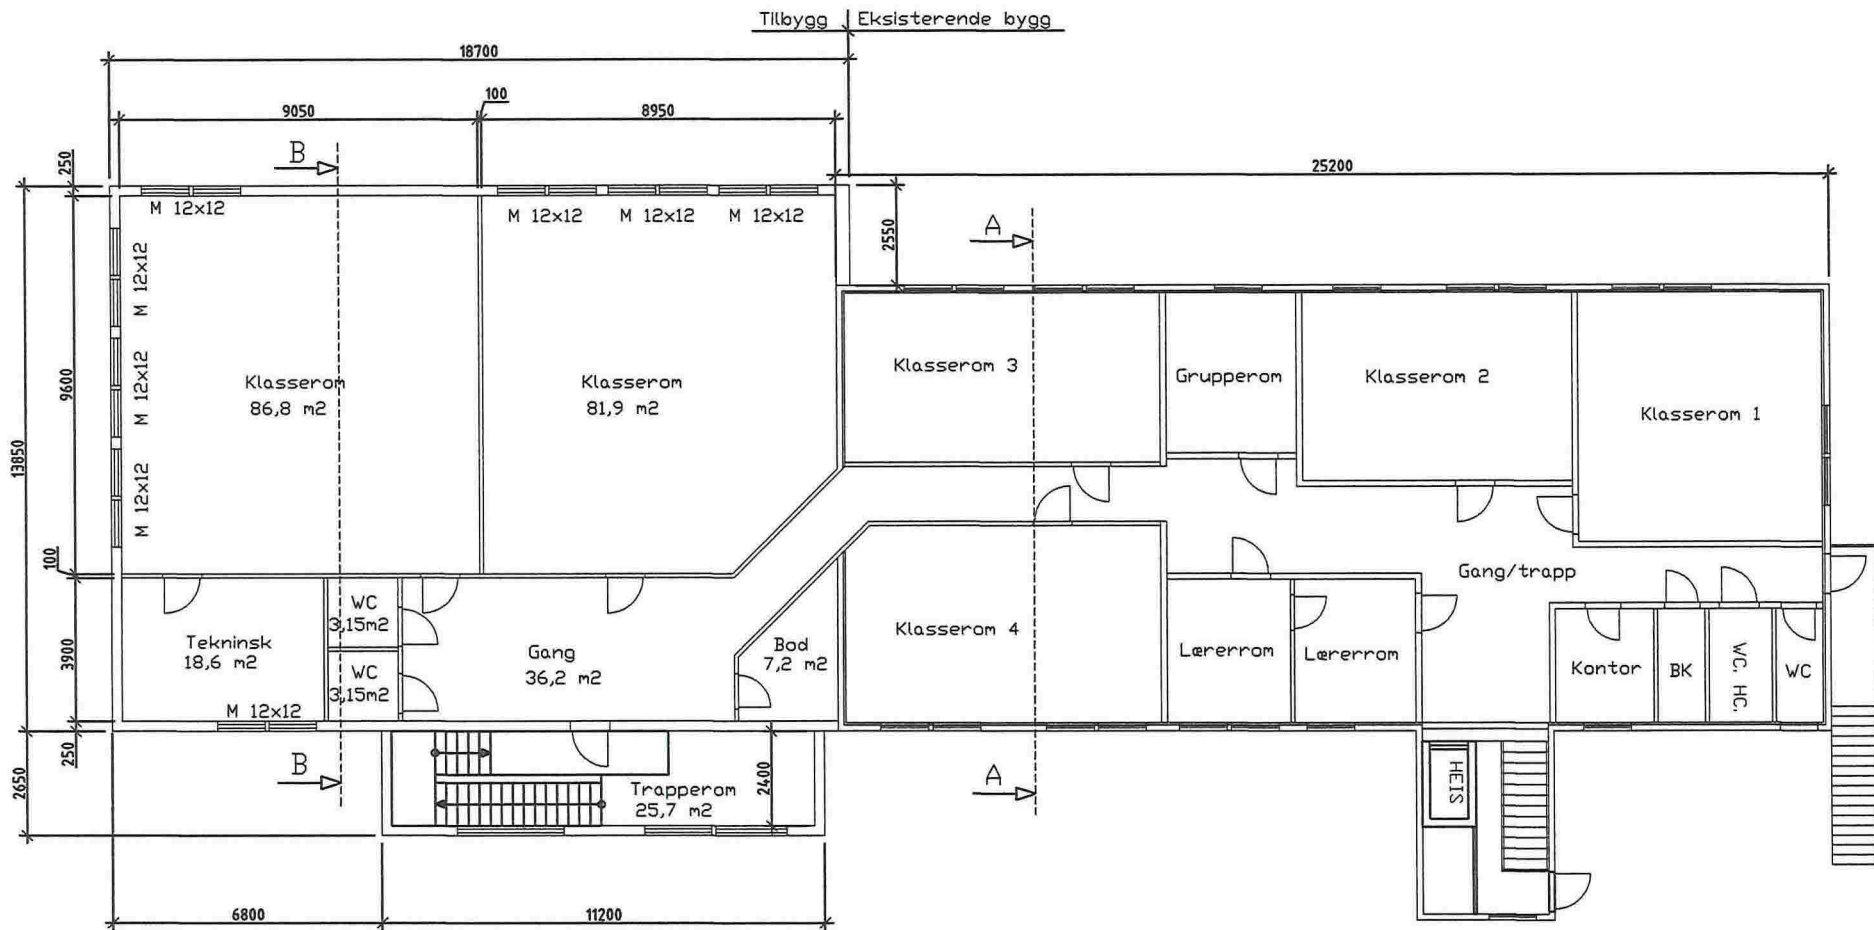 Tilbygg Eksisterende bygg
18700
100
9050
8950
B
250
25200
M 12x12
M 12x12 M 12x12 M 12x12
A
2550
M 12x12
M 12x12
M 12x12
9600
13850
Klasserom
86,8 m2
Klasserom
81,9 m2
Klasserom 3
Grupperom
Klasserom 2
Klasserom 1
100
Gang/trapp
WC
3,15m2
Tekninsk
18,6 m2
3900
WC
3,15m2
Gang
36,2 m2
Bod
7,2 m2
Klasserom 4
Lærerrom
Lærerrom
Kontor
BK
WC. HC.
WC
M 12x12
250
2650
B
2400
Trapperom
25,7 m2
A
HEIS
6800
11200